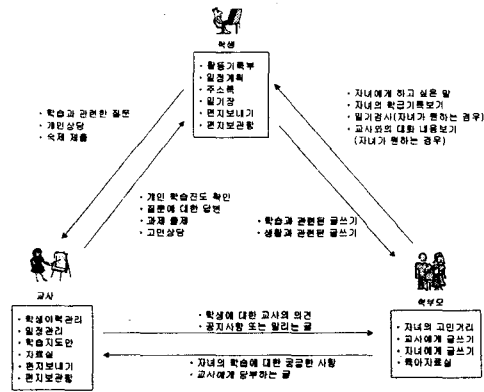 학생
· 활동기록부
· 일정계획
· 주소록
· 일기장
· 편지보내기
· 편지보관함
· 학습과 관련한 질문
· 개인상담
· 숙제 제출
· 자녀에게 하고 싶은 말
· 자녀의 학급기록보기
· 일기검사(자녀가 원하는 경우)
· 교사와의 대화 내용보기
(자녀가 원하는 경우)
· 개인 학습진도 확인
· 질문에 대한 답변
· 과제 출제
· 고민상담
· 학습과 관련된 글쓰기
· 생활과 관련된 글쓰기
교사
· 학생이력관리
· 일정관리
· 학습지도안
· 자료실
· 편지보내기
· 편지보관함
· 학생에 대한 교사의 의견
· 공지사항 또는 알리는 글
· 자녀의 학습에 대한 궁금한 사항
· 교사에게 당부하는 글
학부모
· 자녀의 고민거리
· 교사에게 글쓰기
· 자녀에게 글쓰기
· 육아자료실